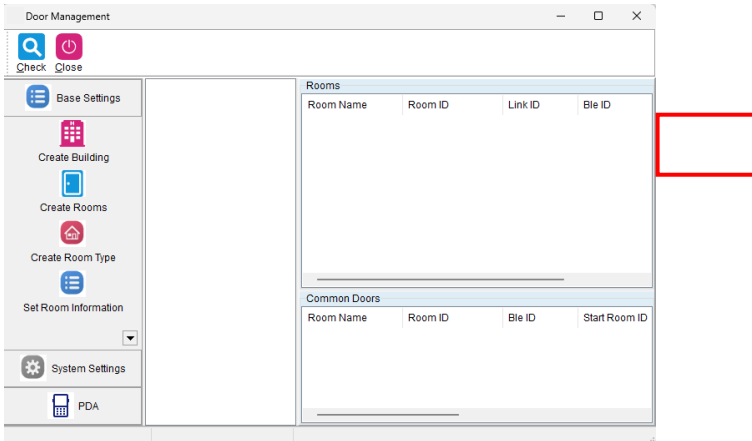 Door Management
Check Close
Base Settings
Create Building
Create Rooms
Create Room Type
Set Room Information
System Settings
PDA
Rooms
Room Name Room ID Link ID Ble ID
Common Doors
Room Name Room ID Ble ID Start Room ID